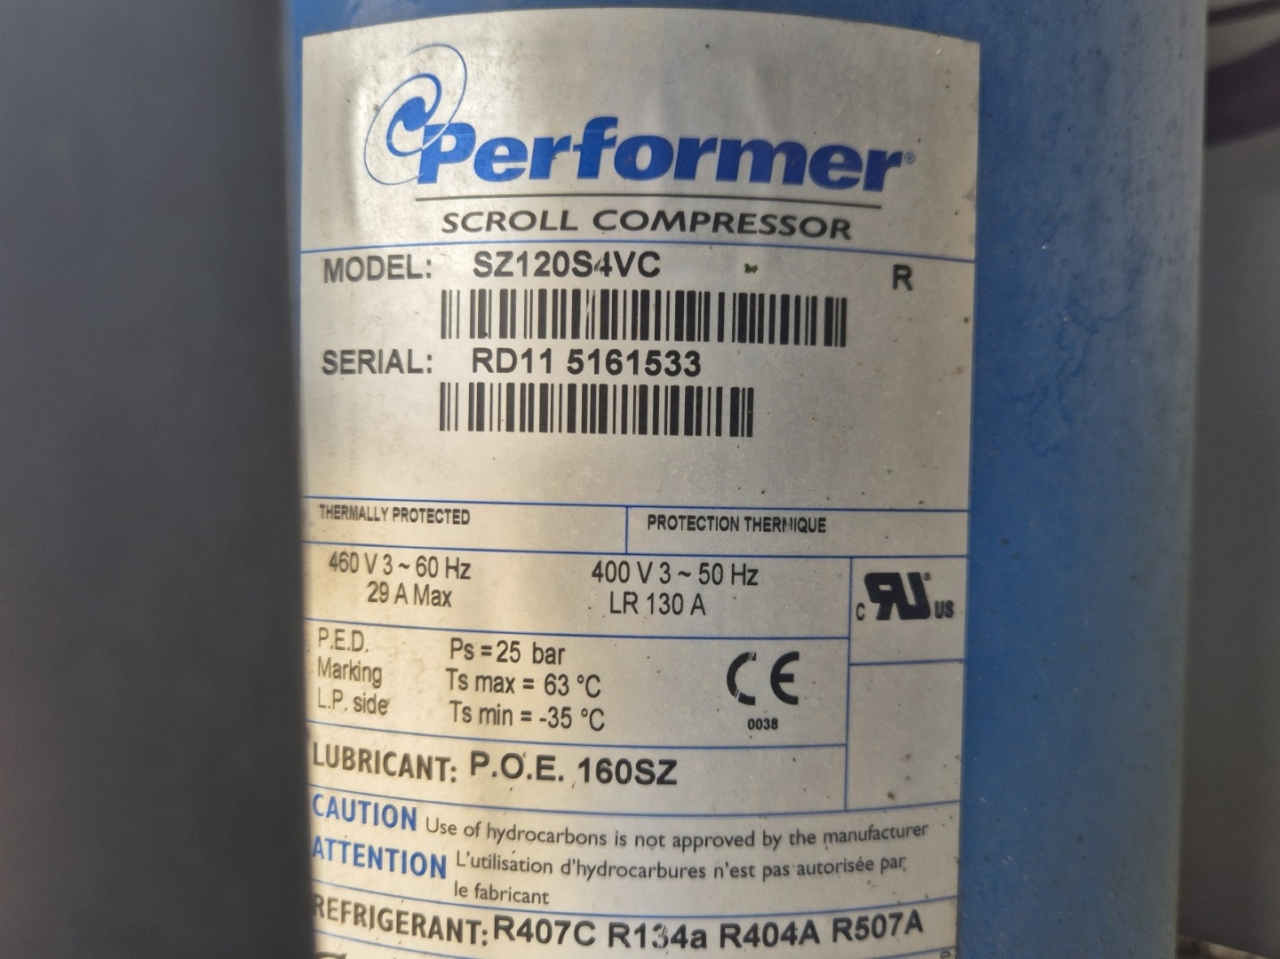 Performer®
SCROLL COMPRESSOR
MODEL: SZ120S4VC R
SERIAL: RD11 5161533
THERMALLY PROTECTED PROTECTION THERMIQUE
460 V 3 ~ 60 Hz 400 V 3 ~ 50 Hz
29 A Max LR 130 A
c RU ® US
P.E.D. Ps = 25 bar
Marking Ts max = 63 °C CE
L.P. side Ts min = -35 °C 0038
LUBRICANT: P.O.E. 160SZ
CAUTION Use of hydrocarbons is not approved by the manufacturer
ATTENTION L'utilisation d'hydrocarbures n'est pas autorisée par
le fabricant
REFRIGERANT: R407C R134a R404A R507A